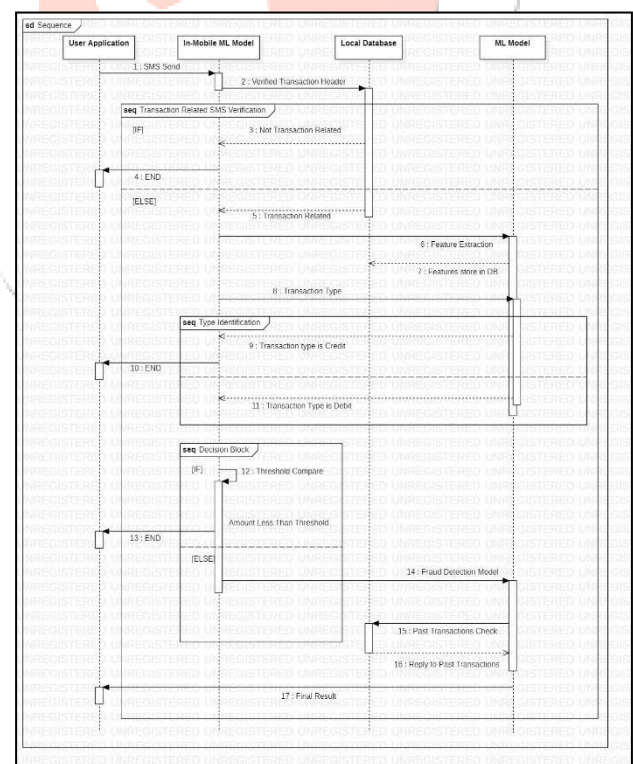 sd Sequence
User Application
In-Mobile ML Model
Local Database
ML Model
1 : SMS Send
2 : Verified Transaction Header
seq Transaction Related SMS Verification
[IF]
3 : Not Transaction Related
4 : END
[ELSE]
5 : Transaction Related
6 : Feature Extraction
7 : Features store in DB
8 : Transaction Type
seq Type Identification
9 : Transaction type is Credit
10 : END
11 : Transaction Type is Debit
seq Decision Block
[IF]
12 : Threshold Compare
Amount Less Than Threshold
13 : END
[ELSE]
14 : Fraud Detection Model
15 : Past Transactions Check
16 : Reply to Past Transactions
17 : Final Result
UNREGISTERED